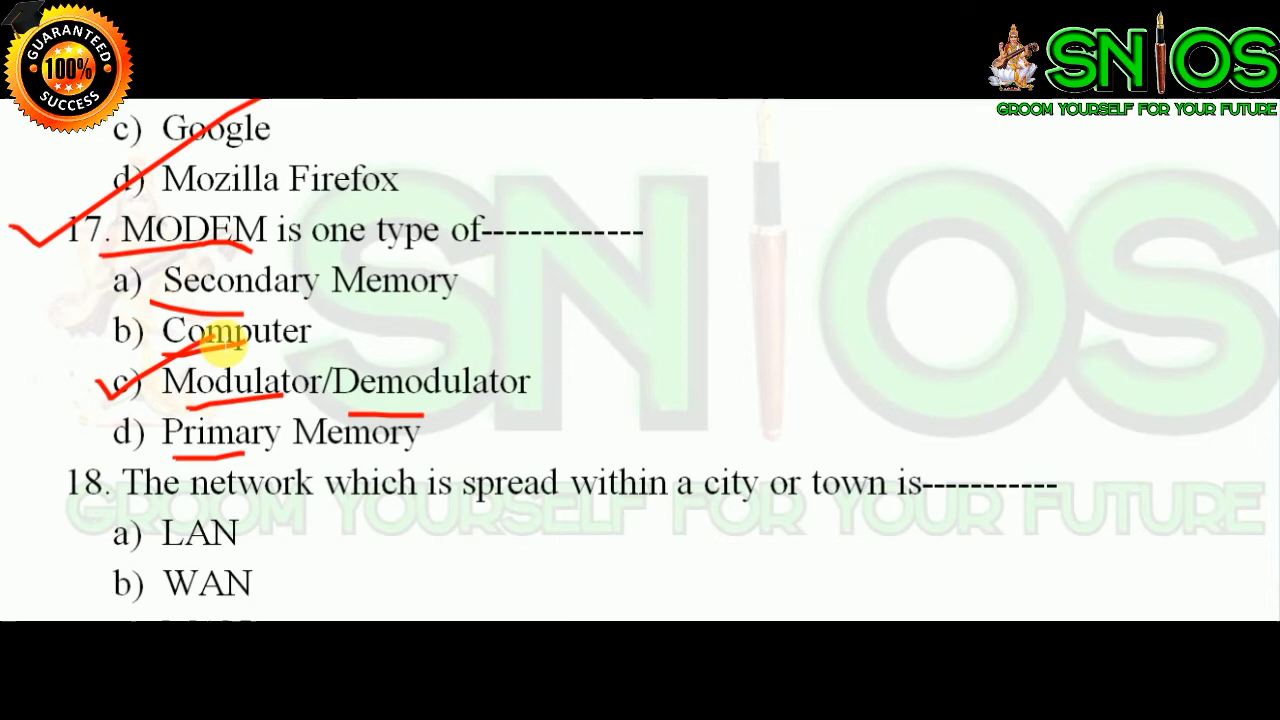 GUARANTEED
100%
SUCCESS
SNIOS
GROOM YOURSELF FOR YOUR FUTURE
c) Google
d) Mozilla Firefox
17. MODEM is one type of-------------
a) Secondary Memory
b) Computer
c) Modulator/Demodulator
d) Primary Memory
18. The network which is spread within a city or town is-----------
a) LAN
b) WAN
SNIOS
GROOM YOURSELF FOR YOUR FUTURE